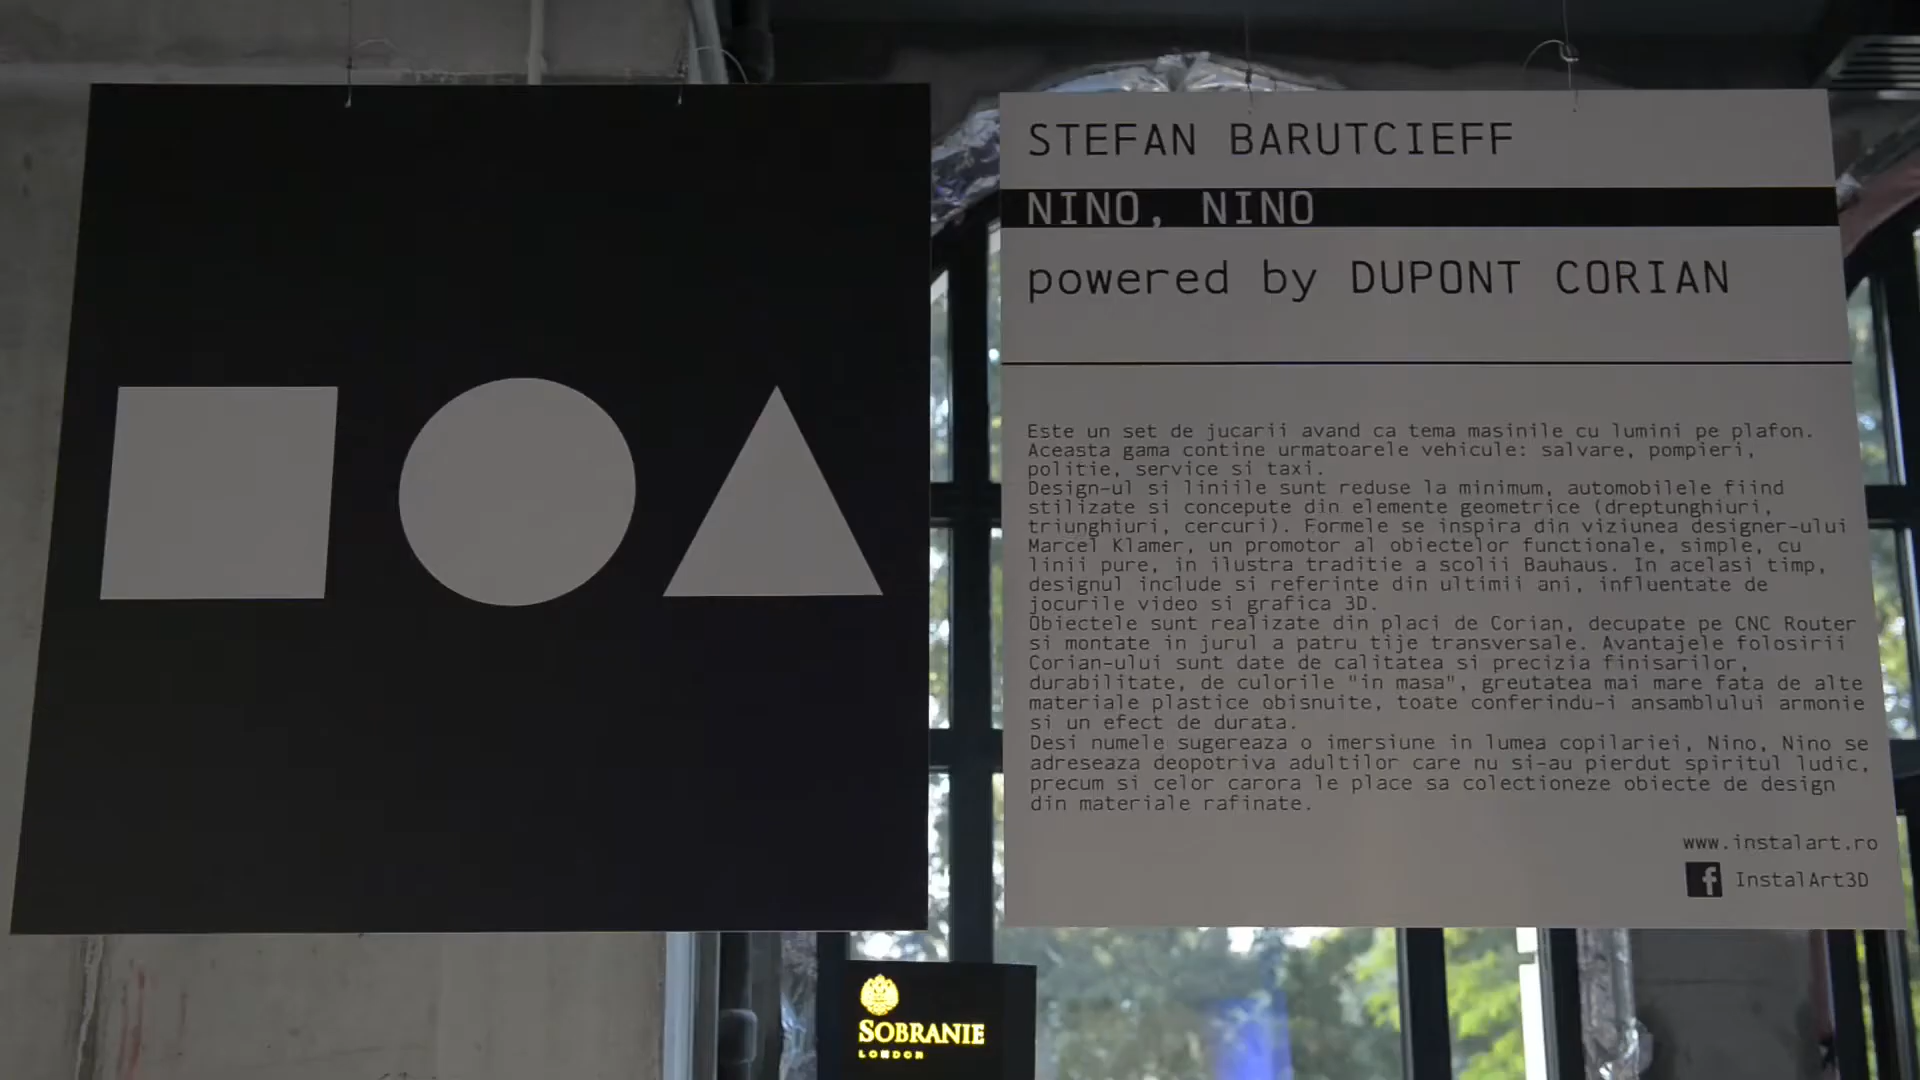 STEFAN BARUTCIEFF
NINO, NINO
powered by DUPONT CORIAN
Este un set de jucarii avand ca tema masinile cu lumini pe plafon.
Aceasta gama contine urmatoarele vehicule: salvare, pompieri,
politie, service si taxi.
Design-ul si liniile sunt reduse la minimum, automobilele fiind
stilizate si concepute din elemente geometrice (dreptunghiuri,
triunghiuri, cercuri). Formele se inspira din viziunea designer-ului
Marcel Klamer, un promotor al obiectelor functionale, simple, cu
linii pure, in ilustra traditie a scolii Bauhaus. In acelasi timp,
designul include si referinte din ultimii ani, influentate de
jocurile video si grafica 3D.
Obiectele sunt realizate din placi de Corian, decupate pe CNC Router
si montate in jurul a patru tije transversale. Avantajele folosirii
Corian-ului sunt date de calitatea si precizia finisarilor,
durabilitate, de culorile "in masa", greutatea mai mare fata de alte
materiale plastice obisnuite, toate conferindu-i ansamblului armonie
si un efect de durata.
Desi numele sugereaza o imersiune in lumea copilariei, Nino, Nino se
adreseaza deopotriva adultilor care nu si-au pierdut spiritul ludic,
precum si celor carora le place sa colectioneze obiecte de design
din materiale rafinate.
www.instalart.ro
f InstalArt3D
SOBRANIE
LONDON